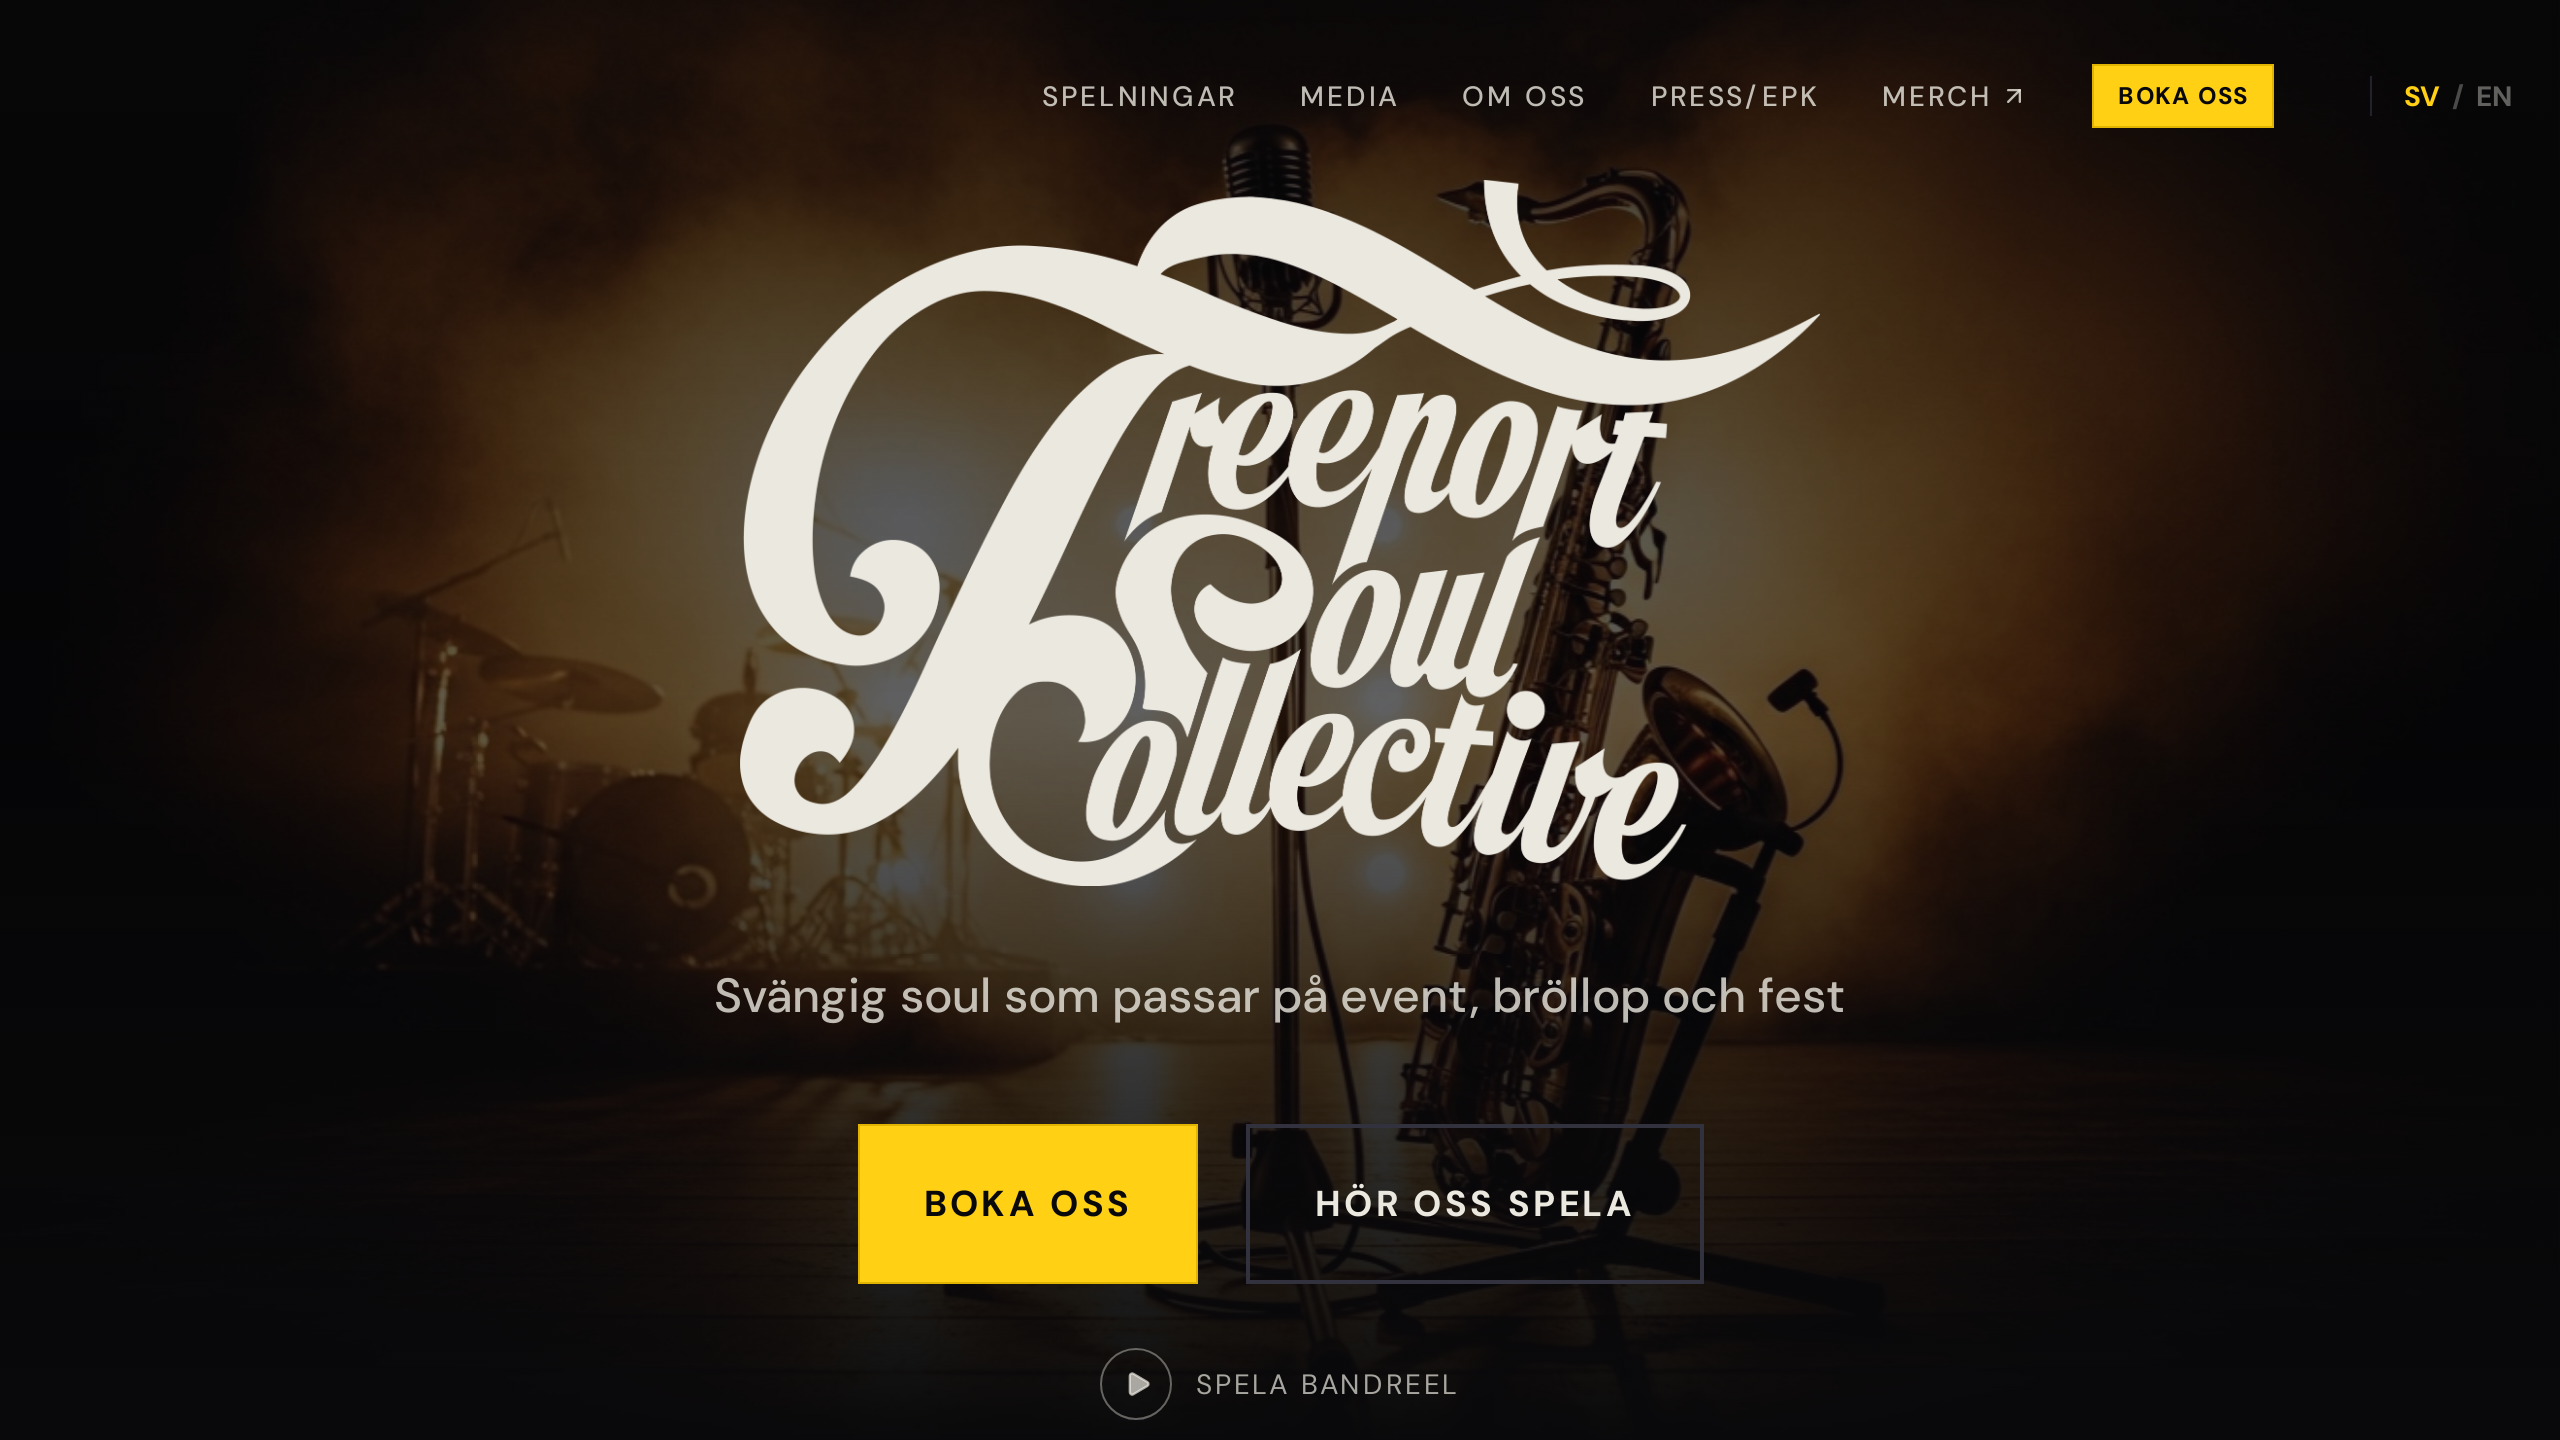 SPELNINGAR MEDIA OM OSS PRESS/EPK MERCH ↗ BOKA OSS SV / EN
Freeport
Soul
Collective
Svängig soul som passar på event, bröllop och fest
BOKA OSS HÖR OSS SPELA
SPELA BANDREEL